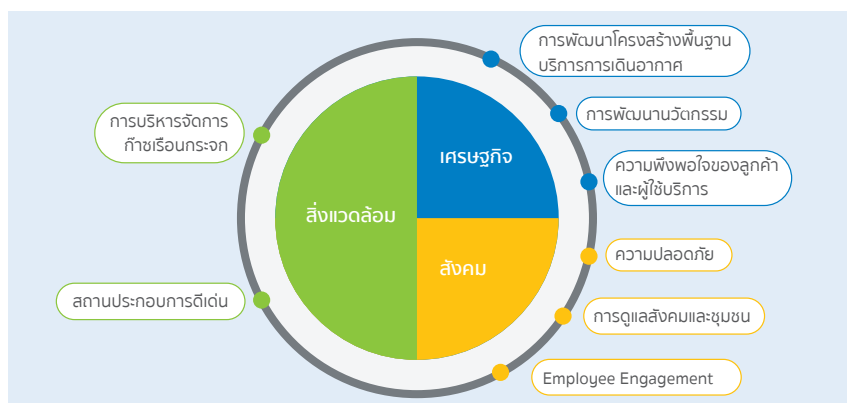 การพัฒนาโครงสร้างพื้นฐาน
บริการการเดินอากาศ
การพัฒนานวัตกรรม
ความพึงพอใจของลูกค้า
และผู้ใช้บริการ
ความปลอดภัย
การดูแลสังคมและชุมชน
Employee Engagement
การบริหารจัดการ
ก๊าซเรือนกระจก
สถานประกอบการดีเด่น
เศรษฐกิจ
สิ่งแวดล้อม
สังคม